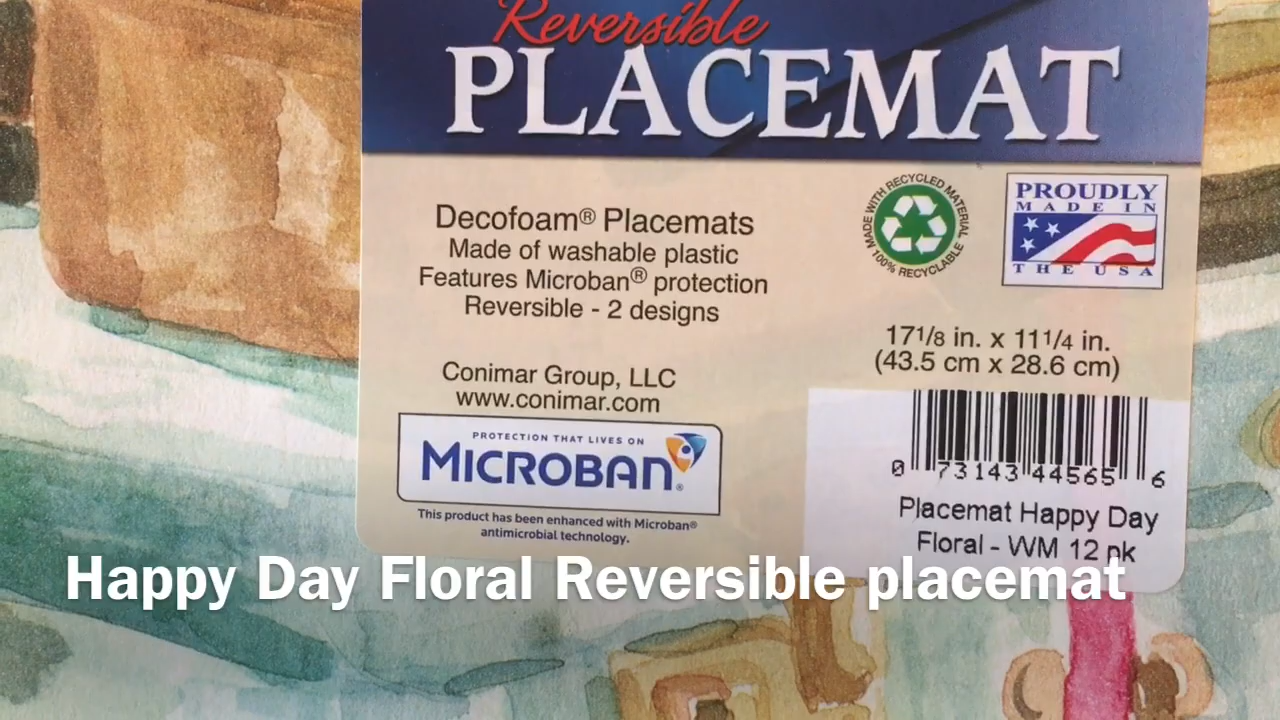 Reversible
PLACEMAT
Decofoam® Placemats
Made of washable plastic
Features Microban® protection
Reversible - 2 designs
Conimar Group, LLC
www.conimar.com
PROTECTION THAT LIVES ON
MICROBAN®
This product has been enhanced with Microban®
antimicrobial technology.
MADE WITH RECYCLED MATERIAL
100% RECYCLABLE
PROUDLY
MADE IN
THE USA
17 1/8 in. x 11 1/4 in.
(43.5 cm x 28.6 cm)
0 73143 44565 6
Placemat Happy Day
Floral - WM 12 pk
Happy Day Floral Reversible placemat